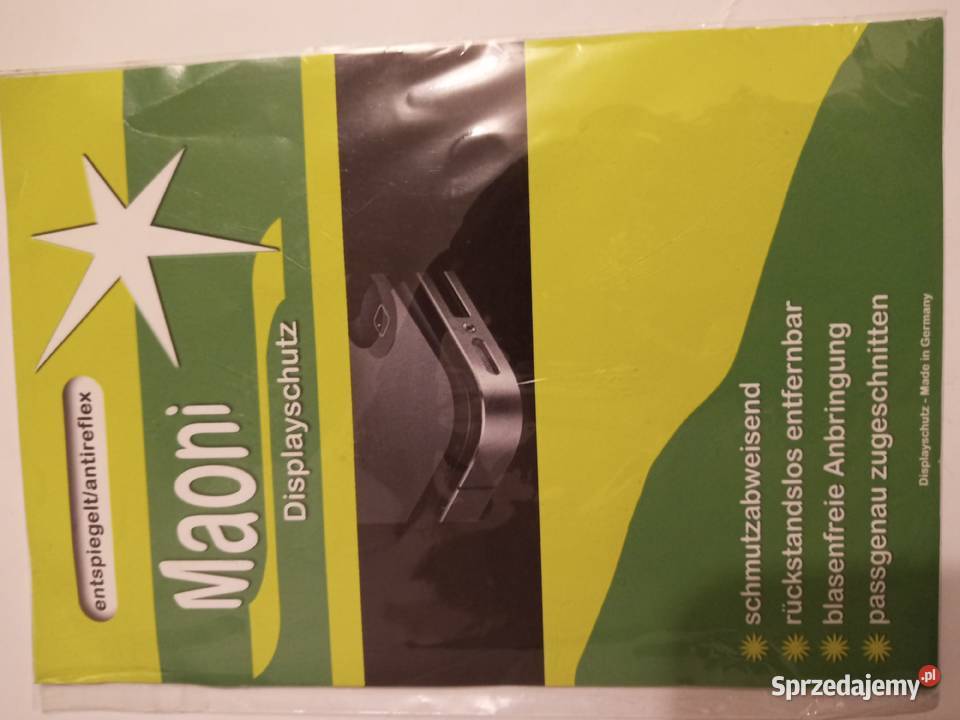 entspiegelt/antireflex
Maoni
Displayschutz
schmutzabweisend
rückstandslos entfernbar
blasenfreie Anbringung
passgenau zugeschnitten
Displayschutz - Made in Germany
Sprzedajemy.pl